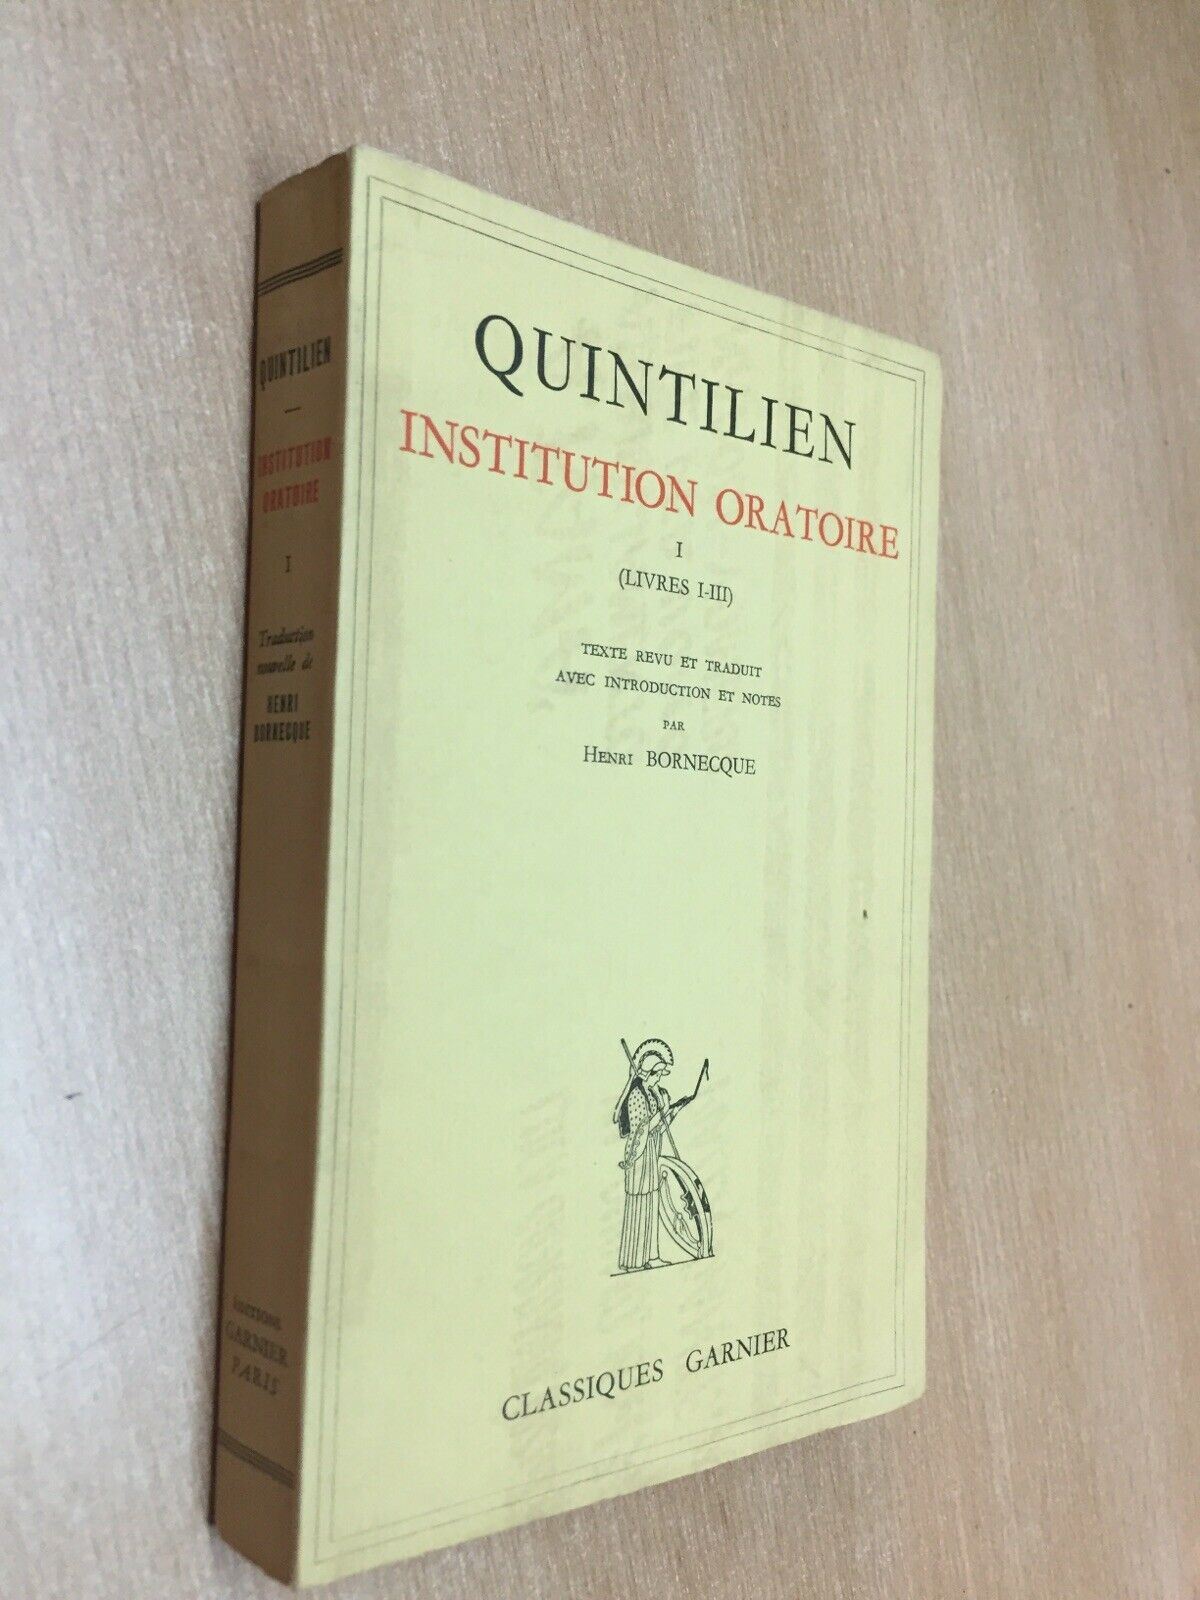 QUINTILIEN
INSTITUTION ORATOIRE
I
(LIVRES I-III)
TEXTE REVU ET TRADUIT
AVEC INTRODUCTION ET NOTES
PAR
HENRI BORNECQUE
CLASSIQUES GARNIER
QUINTILIEN
INSTITUTION
ORATOIRE
I
Traduction
nouvelle de
HENRI
BORNECQUE
EDITIONS
GARNIER
PARIS